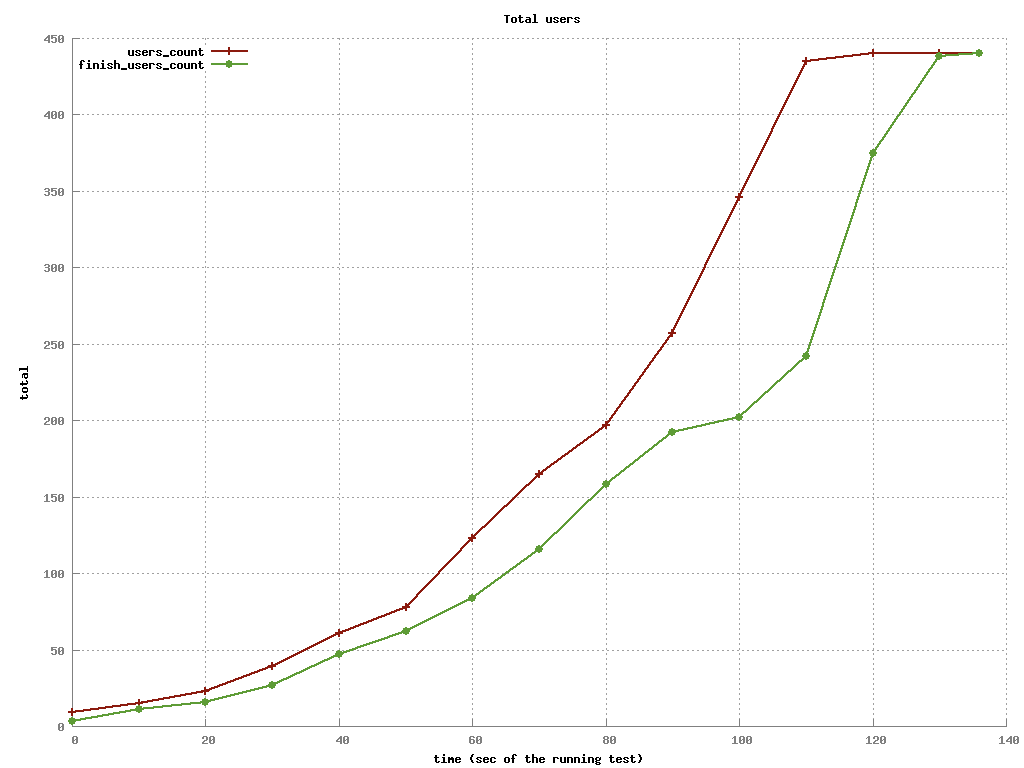 Total users
users_count
finish_users_count
450
400
350
300
250
200
150
100
50
0
total
0 20 40 60 80 100 120 140
time (sec of the running test)